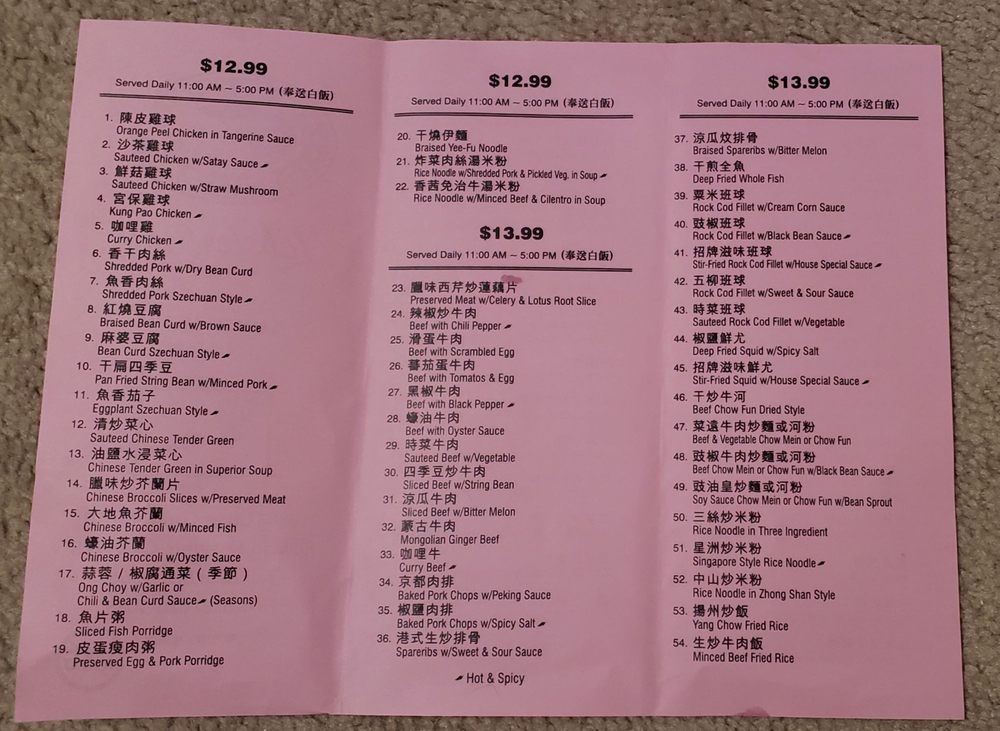 $12.99
Served Daily 11:00 AM ~ 5:00 PM (奉送白飯)
1. 陳皮雞球
Orange Peel Chicken in Tangerine Sauce
2. 沙茶雞球
Sauteed Chicken w/Satay Sauce
3. 鮮菇雞球
Sauteed Chicken w/Straw Mushroom
4. 宮保雞球
Kung Pao Chicken
5. 咖哩雞
Curry Chicken
6. 香干肉絲
Shredded Pork w/Dry Bean Curd
7. 魚香肉絲
Shredded Pork Szechuan Style
8. 紅燒豆腐
Braised Bean Curd w/Brown Sauce
9. 麻婆豆腐
Bean Curd Szechuan Style
10. 干扁四季豆
Pan Fried String Bean w/Minced Pork
11. 魚香茄子
Eggplant Szechuan Style
12. 清炒菜心
Sauteed Chinese Tender Green
13. 油鹽水浸菜心
Chinese Tender Green in Superior Soup
14. 臘味炒芥蘭片
Chinese Broccoli Slices w/Preserved Meat
15. 大地魚芥蘭
Chinese Broccoli w/Minced Fish
16. 蠔油芥蘭
Chinese Broccoli w/Oyster Sauce
17. 蒜蓉 / 椒腐通菜 ( 季節 )
Ong Choy w/Garlic or
Chili & Bean Curd Sauce (Seasons)
18. 魚片粥
Sliced Fish Porridge
19. 皮蛋瘦肉粥
Preserved Egg & Pork Porridge
$12.99
Served Daily 11:00 AM ~ 5:00 PM (奉送白飯)
20. 干燒伊麵
Braised Yee-Fu Noodle
21. 炸菜肉絲湯米粉
Rice Noodle w/Shredded Pork & Pickled Veg. in Soup
22. 香茜免治牛湯米粉
Rice Noodle w/Minced Beef & Cilentro in Soup
$13.99
Served Daily 11:00 AM ~ 5:00 PM (奉送白飯)
23. 臘味西芹炒蓮藕片
Preserved Meat w/Celery & Lotus Root Slice
24. 辣椒炒牛肉
Beef with Chili Pepper
25. 滑蛋牛肉
Beef with Scrambled Egg
26. 蕃茄蛋牛肉
Beef with Tomatos & Egg
27. 黑椒牛肉
Beef with Black Pepper
28. 蠔油牛肉
Beef with Oyster Sauce
29. 時菜牛肉
Sauteed Beef w/Vegetable
30. 四季豆炒牛肉
Sliced Beef w/String Bean
31. 涼瓜牛肉
Sliced Beef w/Bitter Melon
32. 蒙古牛肉
Mongolian Ginger Beef
33. 咖哩牛
Curry Beef
34. 京都肉排
Baked Pork Chops w/Peking Sauce
35. 椒鹽肉排
Baked Pork Chops w/Spicy Salt
36. 港式生炒排骨
Spareribs w/Sweet & Sour Sauce
Hot & Spicy
$13.99
Served Daily 11:00 AM ~ 5:00 PM (奉送白飯)
37. 涼瓜炆排骨
Braised Spareribs w/Bitter Melon
38. 干煎全魚
Deep Fried Whole Fish
39. 粟米班球
Rock Cod Fillet w/Cream Corn Sauce
40. 豉椒班球
Rock Cod Fillet w/Black Bean Sauce
41. 招牌滋味班球
Stir-Fried Rock Cod Fillet w/House Special Sauce
42. 五柳班球
Rock Cod Fillet w/Sweet & Sour Sauce
43. 時菜班球
Sauteed Rock Cod Fillet w/Vegetable
44. 椒鹽鮮尤
Deep Fried Squid w/Spicy Salt
45. 招牌滋味鮮尤
Stir-Fried Squid w/House Special Sauce
46. 干炒牛河
Beef Chow Fun Dried Style
47. 菜遠牛肉炒麵或河粉
Beef & Vegetable Chow Mein or Chow Fun
48. 豉椒牛肉炒麵或河粉
Beef Chow Mein or Chow Fun w/Black Bean Sauce
49. 豉油皇炒麵或河粉
Soy Sauce Chow Mein or Chow Fun w/Bean Sprout
50. 三絲炒米粉
Rice Noodle in Three Ingredient
51. 星洲炒米粉
Singapore Style Rice Noodle
52. 中山炒米粉
Rice Noodle in Zhong Shan Style
53. 揚州炒飯
Yang Chow Fried Rice
54. 生炒牛肉飯
Minced Beef Fried Rice